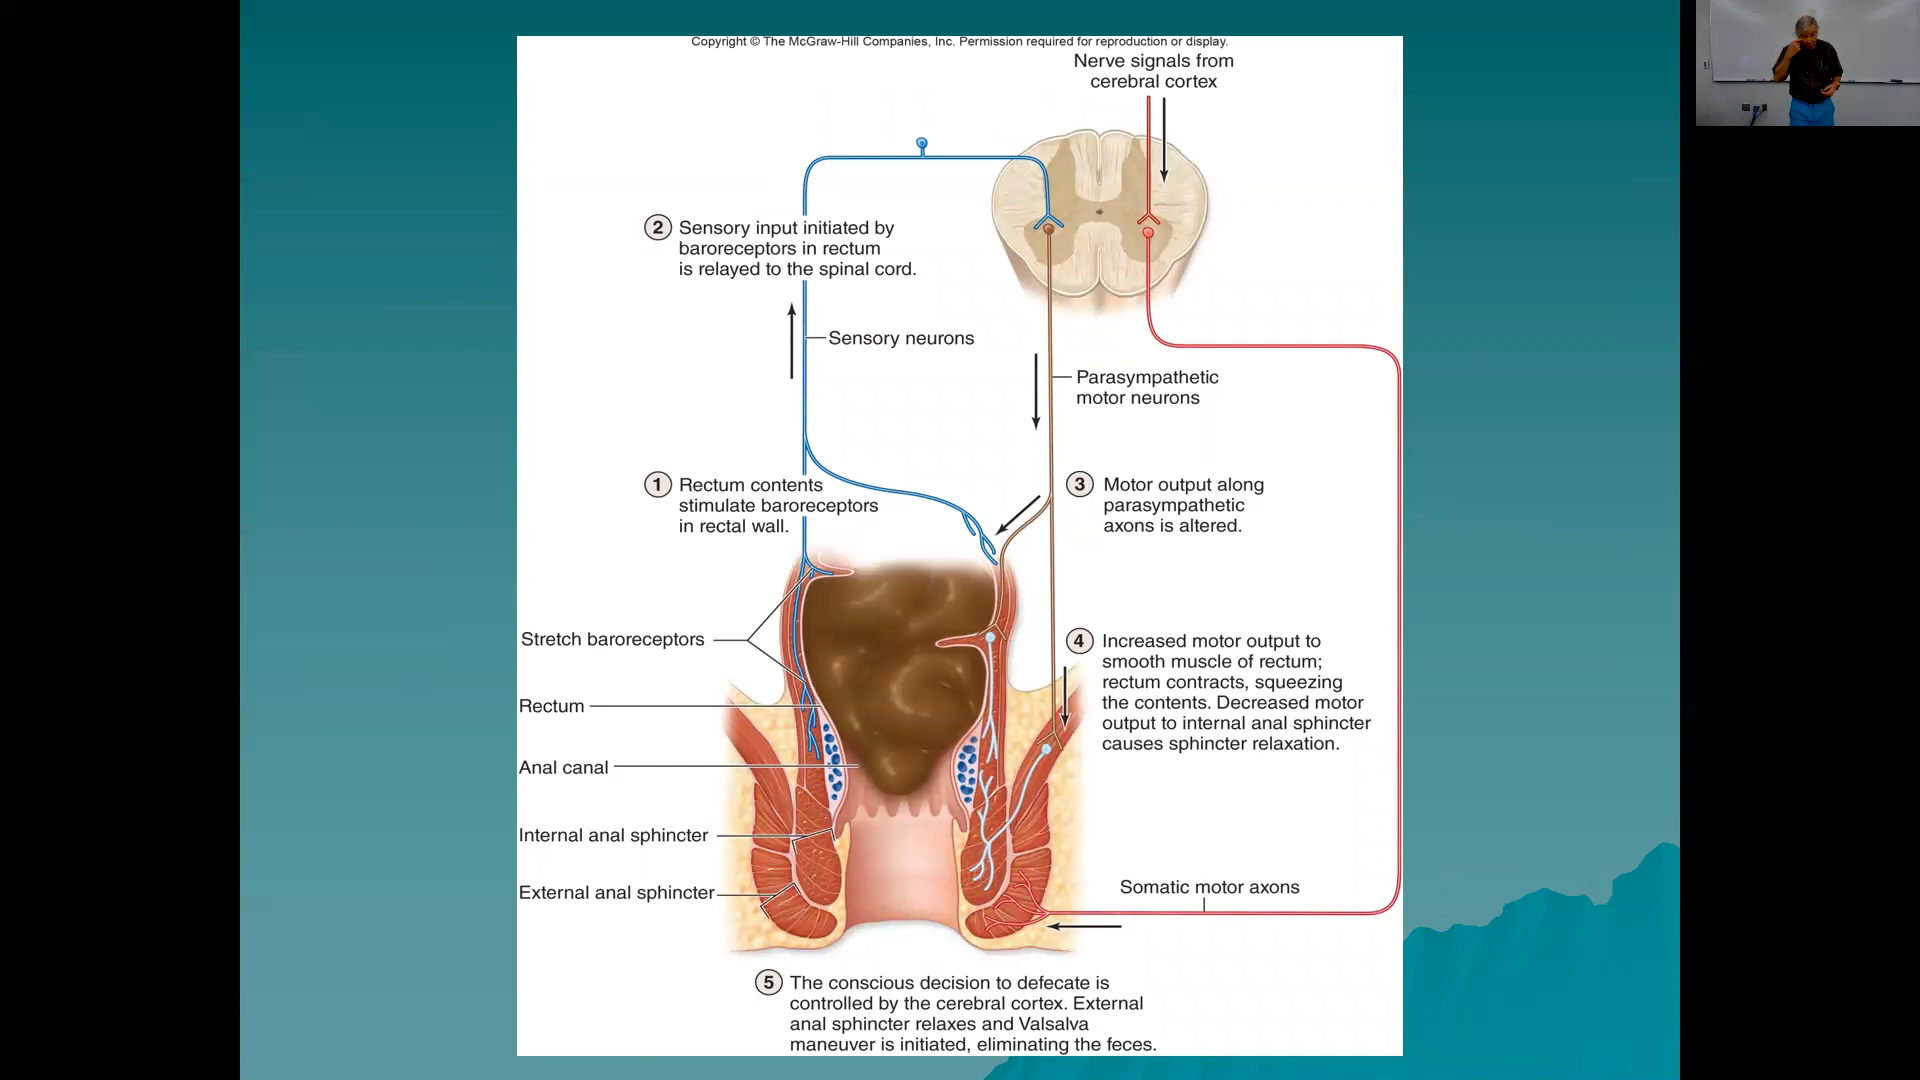 Copyright © The McGraw-Hill Companies, Inc. Permission required for reproduction or display.
Nerve signals from
cerebral cortex
2 Sensory input initiated by
baroreceptors in rectum
is relayed to the spinal cord.
Sensory neurons
Parasympathetic
motor neurons
1 Rectum contents
stimulate baroreceptors
in rectal wall.
3 Motor output along
parasympathetic
axons is altered.
Stretch baroreceptors
4 Increased motor output to
smooth muscle of rectum;
rectum contracts, squeezing
the contents. Decreased motor
output to internal anal sphincter
causes sphincter relaxation.
Rectum
Anal canal
Internal anal sphincter
External anal sphincter
Somatic motor axons
5 The conscious decision to defecate is
controlled by the cerebral cortex. External
anal sphincter relaxes and Valsalva
maneuver is initiated, eliminating the feces.